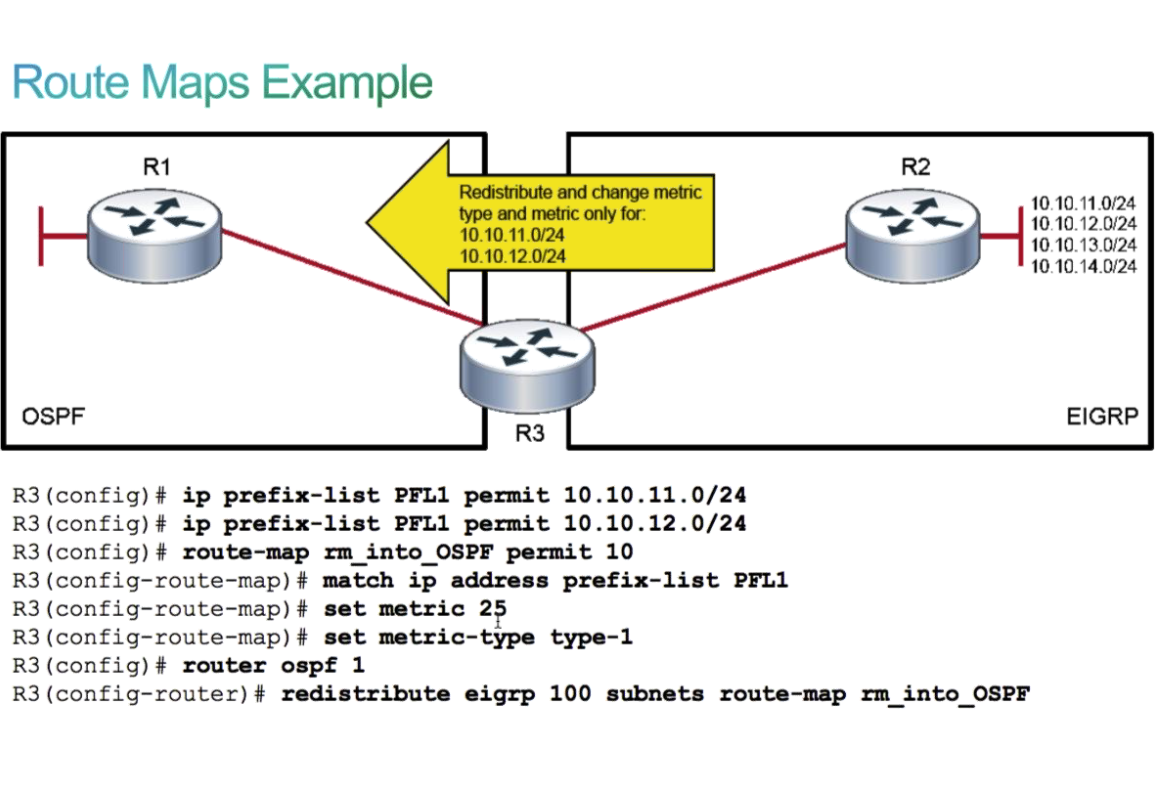 Route Maps Example
R1
R2
Redistribute and change metric
type and metric only for:
10.10.11.0/24
10.10.12.0/24
10.10.11.0/24
10.10.12.0/24
10.10.13.0/24
10.10.14.0/24
OSPF
R3
EIGRP
R3(config)# ip prefix-list PFL1 permit 10.10.11.0/24
R3(config)# ip prefix-list PFL1 permit 10.10.12.0/24
R3(config)# route-map rm_into_OSPF permit 10
R3(config-route-map)# match ip address prefix-list PFL1
R3(config-route-map)# set metric 25
R3(config-route-map)# set metric-type type-1
R3(config)# router ospf 1
R3(config-router)# redistribute eigrp 100 subnets route-map rm_into_OSPF